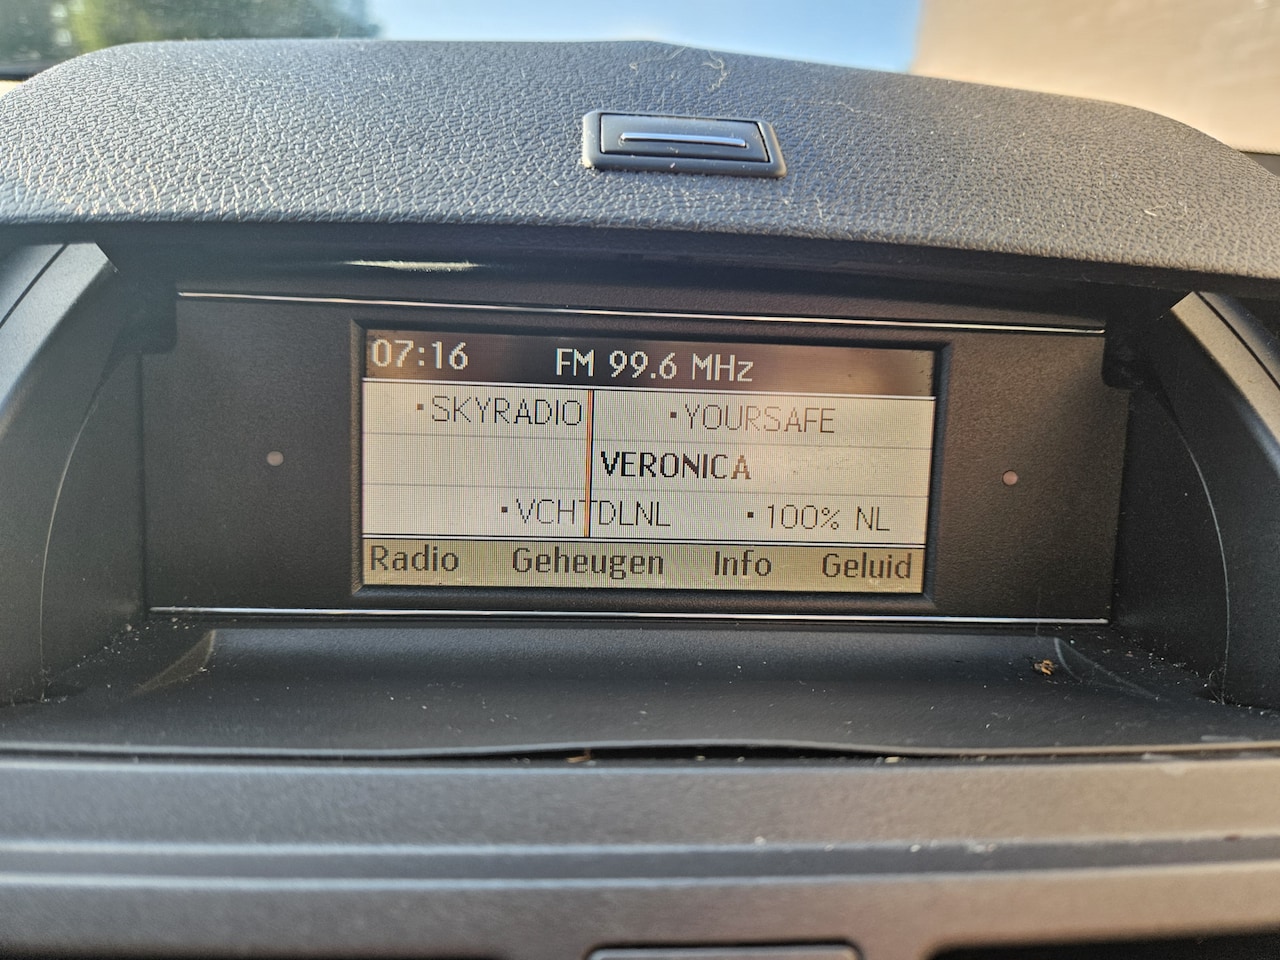 07:16 FM 99.6 MHz
·SKYRADIO ·YOURSAFE
VERONICA
·VCHTDLNL ·100% NL
Radio Geheugen Info Geluid